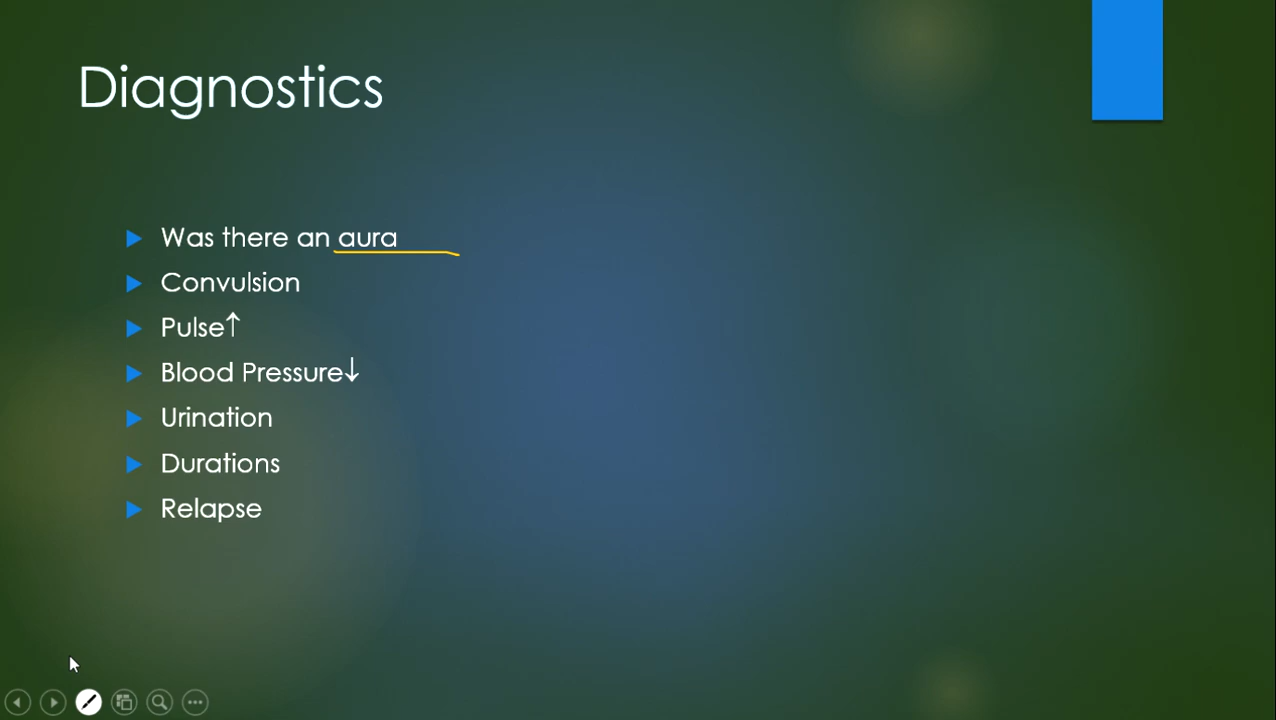 Diagnostics
Was there an aura
Convulsion
Pulse↑
Blood Pressure↓
Urination
Durations
Relapse